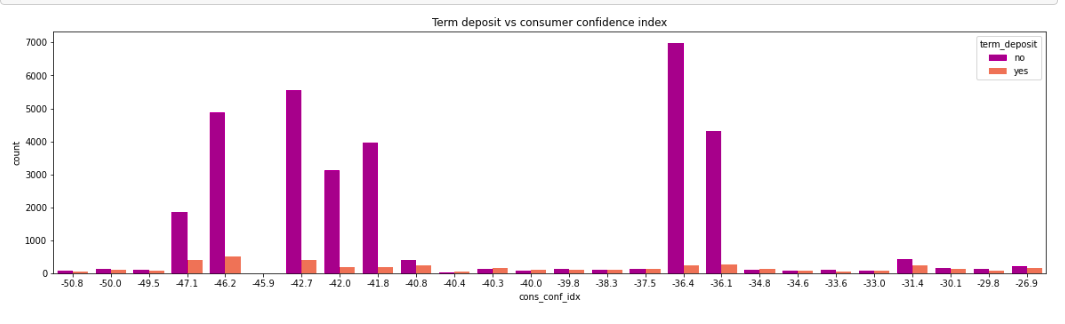 Term deposit vs consumer confidence index
term_deposit
no
yes
7000
6000
5000
4000
3000
2000
1000
0
count
-50.8 -50.0 -49.5 -47.1 -46.2 -45.9 -42.7 -42.0 -41.8 -40.8 -40.4 -40.3 -40.0 -39.8 -38.3 -37.5 -36.4 -36.1 -34.8 -34.6 -33.6 -33.0 -31.4 -30.1 -29.8 -26.9
cons_conf_idx